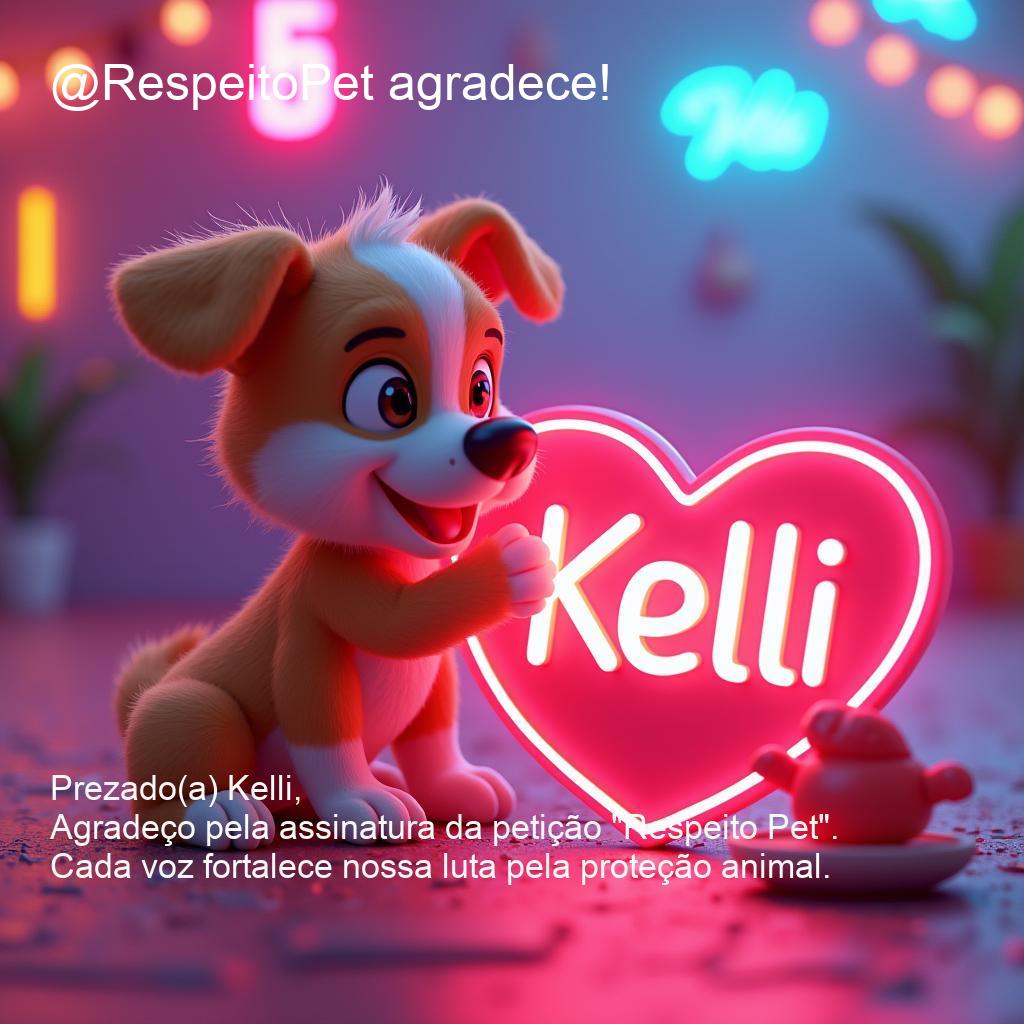 @RespeitoPet agradece!
Kelli
Prezado(a) Kelli,
Agradeço pela assinatura da petição "Respeito Pet".
Cada voz fortalece nossa luta pela proteção animal.